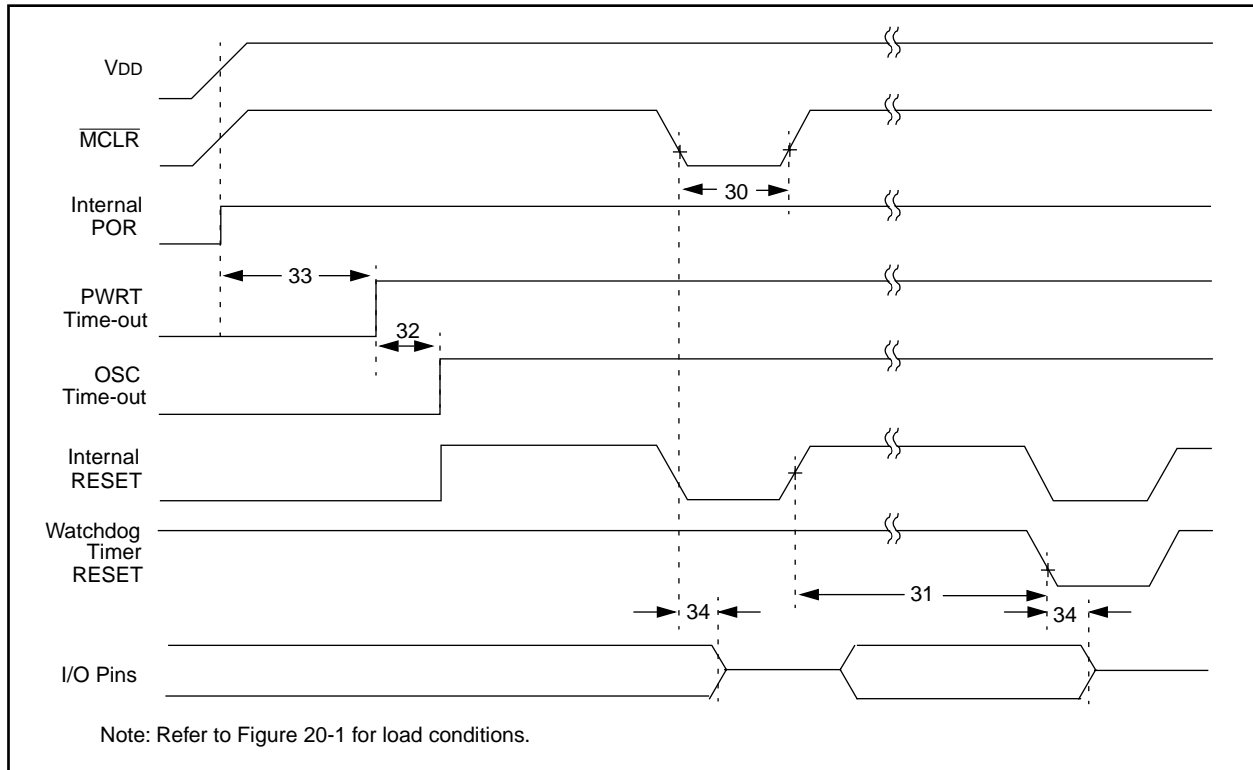 VDD
MCLR
30
Internal
POR
33
PWRT
Time-out
32
OSC
Time-out
Internal
RESET
Watchdog
Timer
RESET
31
34
34
I/O Pins
Note: Refer to Figure 20-1 for load conditions.